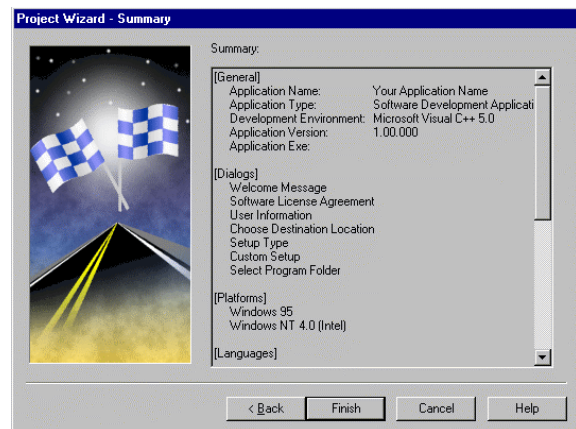 Project Wizard - Summary
Summary:
[General]
Application Name: Your Application Name
Application Type: Software Development Applicati
Development Environment: Microsoft Visual C++ 5.0
Application Version: 1.00.000
Application Exe:
[Dialogs]
Welcome Message
Software License Agreement
User Information
Choose Destination Location
Setup Type
Custom Setup
Select Program Folder
[Platforms]
Windows 95
Windows NT 4.0 (Intel)
[Languages]
< Back Finish Cancel Help